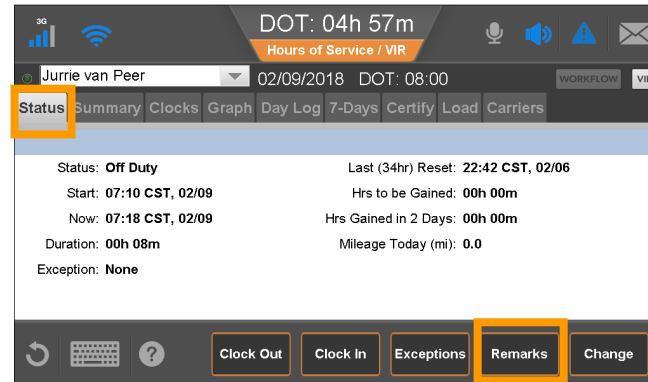 3G
DOT: 04h 57m
Hours of Service / VIR
Jurrie van Peer
02/09/2018 DOT: 08:00
WORKFLOW
Status Summary Clocks Graph Day Log 7-Days Certify Load Carriers
Status: Off Duty
Last (34hr) Reset: 22:42 CST, 02/06
Start: 07:10 CST, 02/09
Hrs to be Gained: 00h 00m
Now: 07:18 CST, 02/09
Hrs Gained in 2 Days: 00h 00m
Duration: 00h 08m
Mileage Today (mi): 0.0
Exception: None
? Clock Out Clock In Exceptions Remarks Change